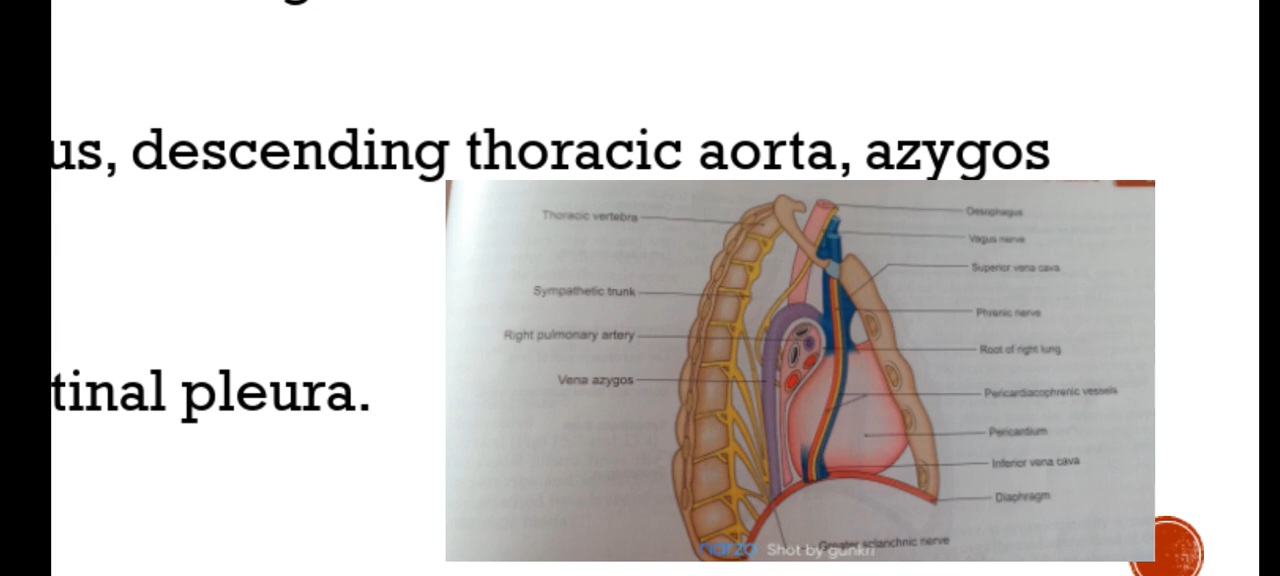 us, descending thoracic aorta, azygos
Thoracic vertebra
Oesophagus
Vagus nerve
Superior vena cava
Sympathetic trunk
Phrenic nerve
Right pulmonary artery
Root of right lung
Vena azygos
Pericardiacophrenic vessels
tinal pleura.
Pericardium
Inferior vena cava
Diaphragm
Greater splanchnic nerve
narzo Shot by gunkri